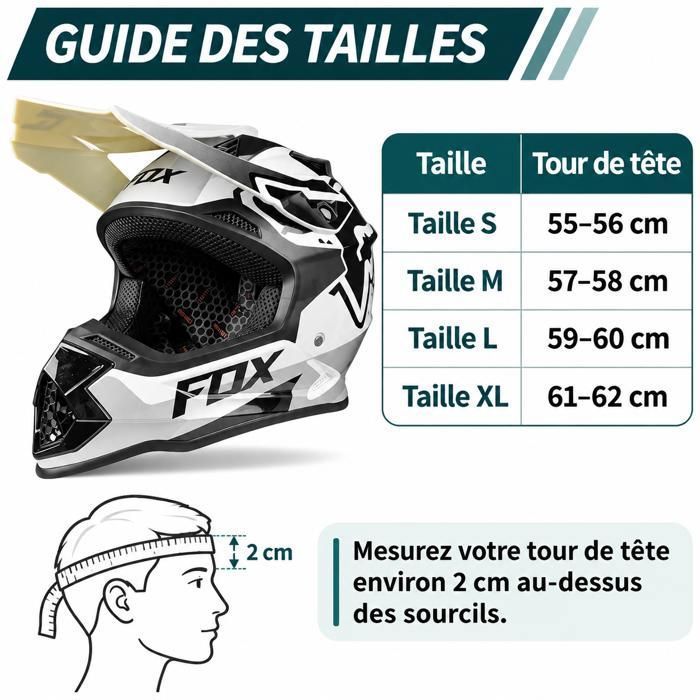 GUIDE DES TAILLES
FOX
FOX
Taille Tour de tête
Taille S 55–56 cm
Taille M 57–58 cm
Taille L 59–60 cm
Taille XL 61–62 cm
2 cm
Mesurez votre tour de tête
environ 2 cm au-dessus
des sourcils.